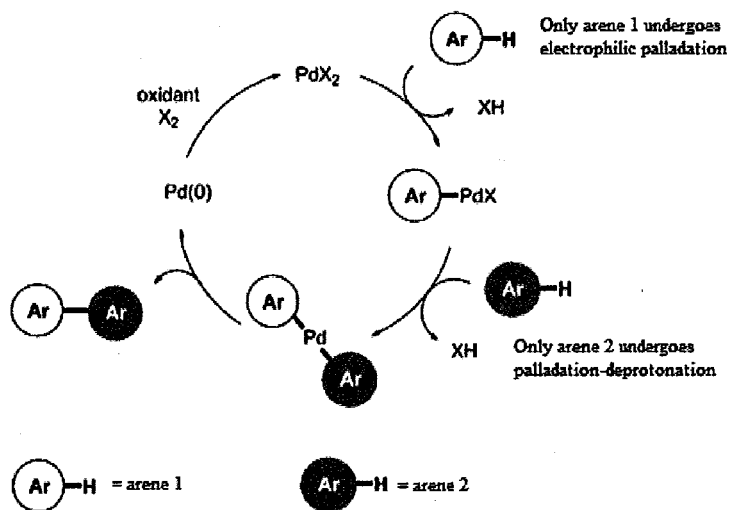 Ar–H
Only arene 1 undergoes
electrophilic palladation
PdX2
oxidant
X2
XH
Pd(0)
Ar–PdX
Ar–Ar
Ar
Pd
Ar
Ar–H
XH
Only arene 2 undergoes
palladation-deprotonation
Ar–H = arene 1
Ar–H = arene 2